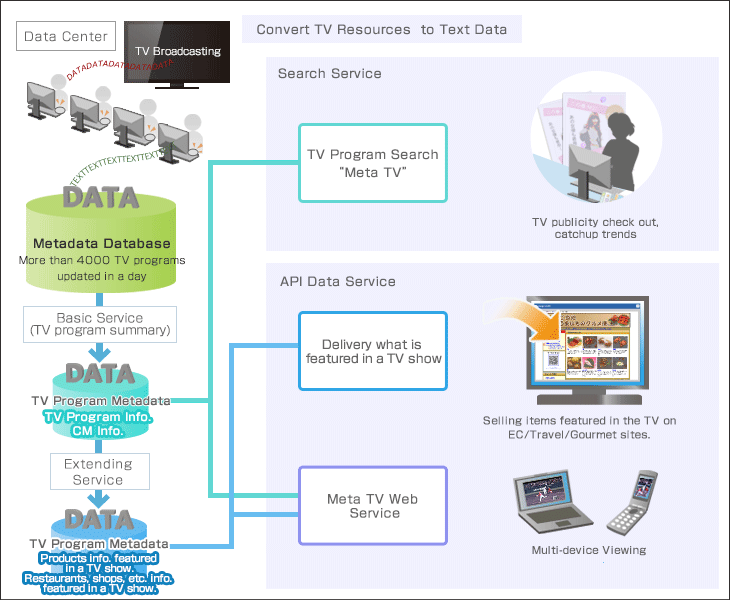 Data Center
TV Broadcasting
Convert TV Resources to Text Data
DATADATADATADATADATA
TEXTTEXTTEXTTEXTTEXT
DATA
Metadata Database
More than 4000 TV programs
updated in a day
Basic Service
(TV program summary)
DATA
TV Program Metadata
TV Program Info.
CM Info.
Extending
Service
DATA
TV Program Metadata
Products info. featured
in a TV show.
Restaurants, shops, etc. info.
featured in a TV show.
Search Service
TV Program Search
"Meta TV"
TV publicity check out,
catchup trends
API Data Service
Delivery what is
featured in a TV show
Selling items featured in the TV on
EC/Travel/Gourmet sites.
Meta TV Web
Service
Multi-device Viewing